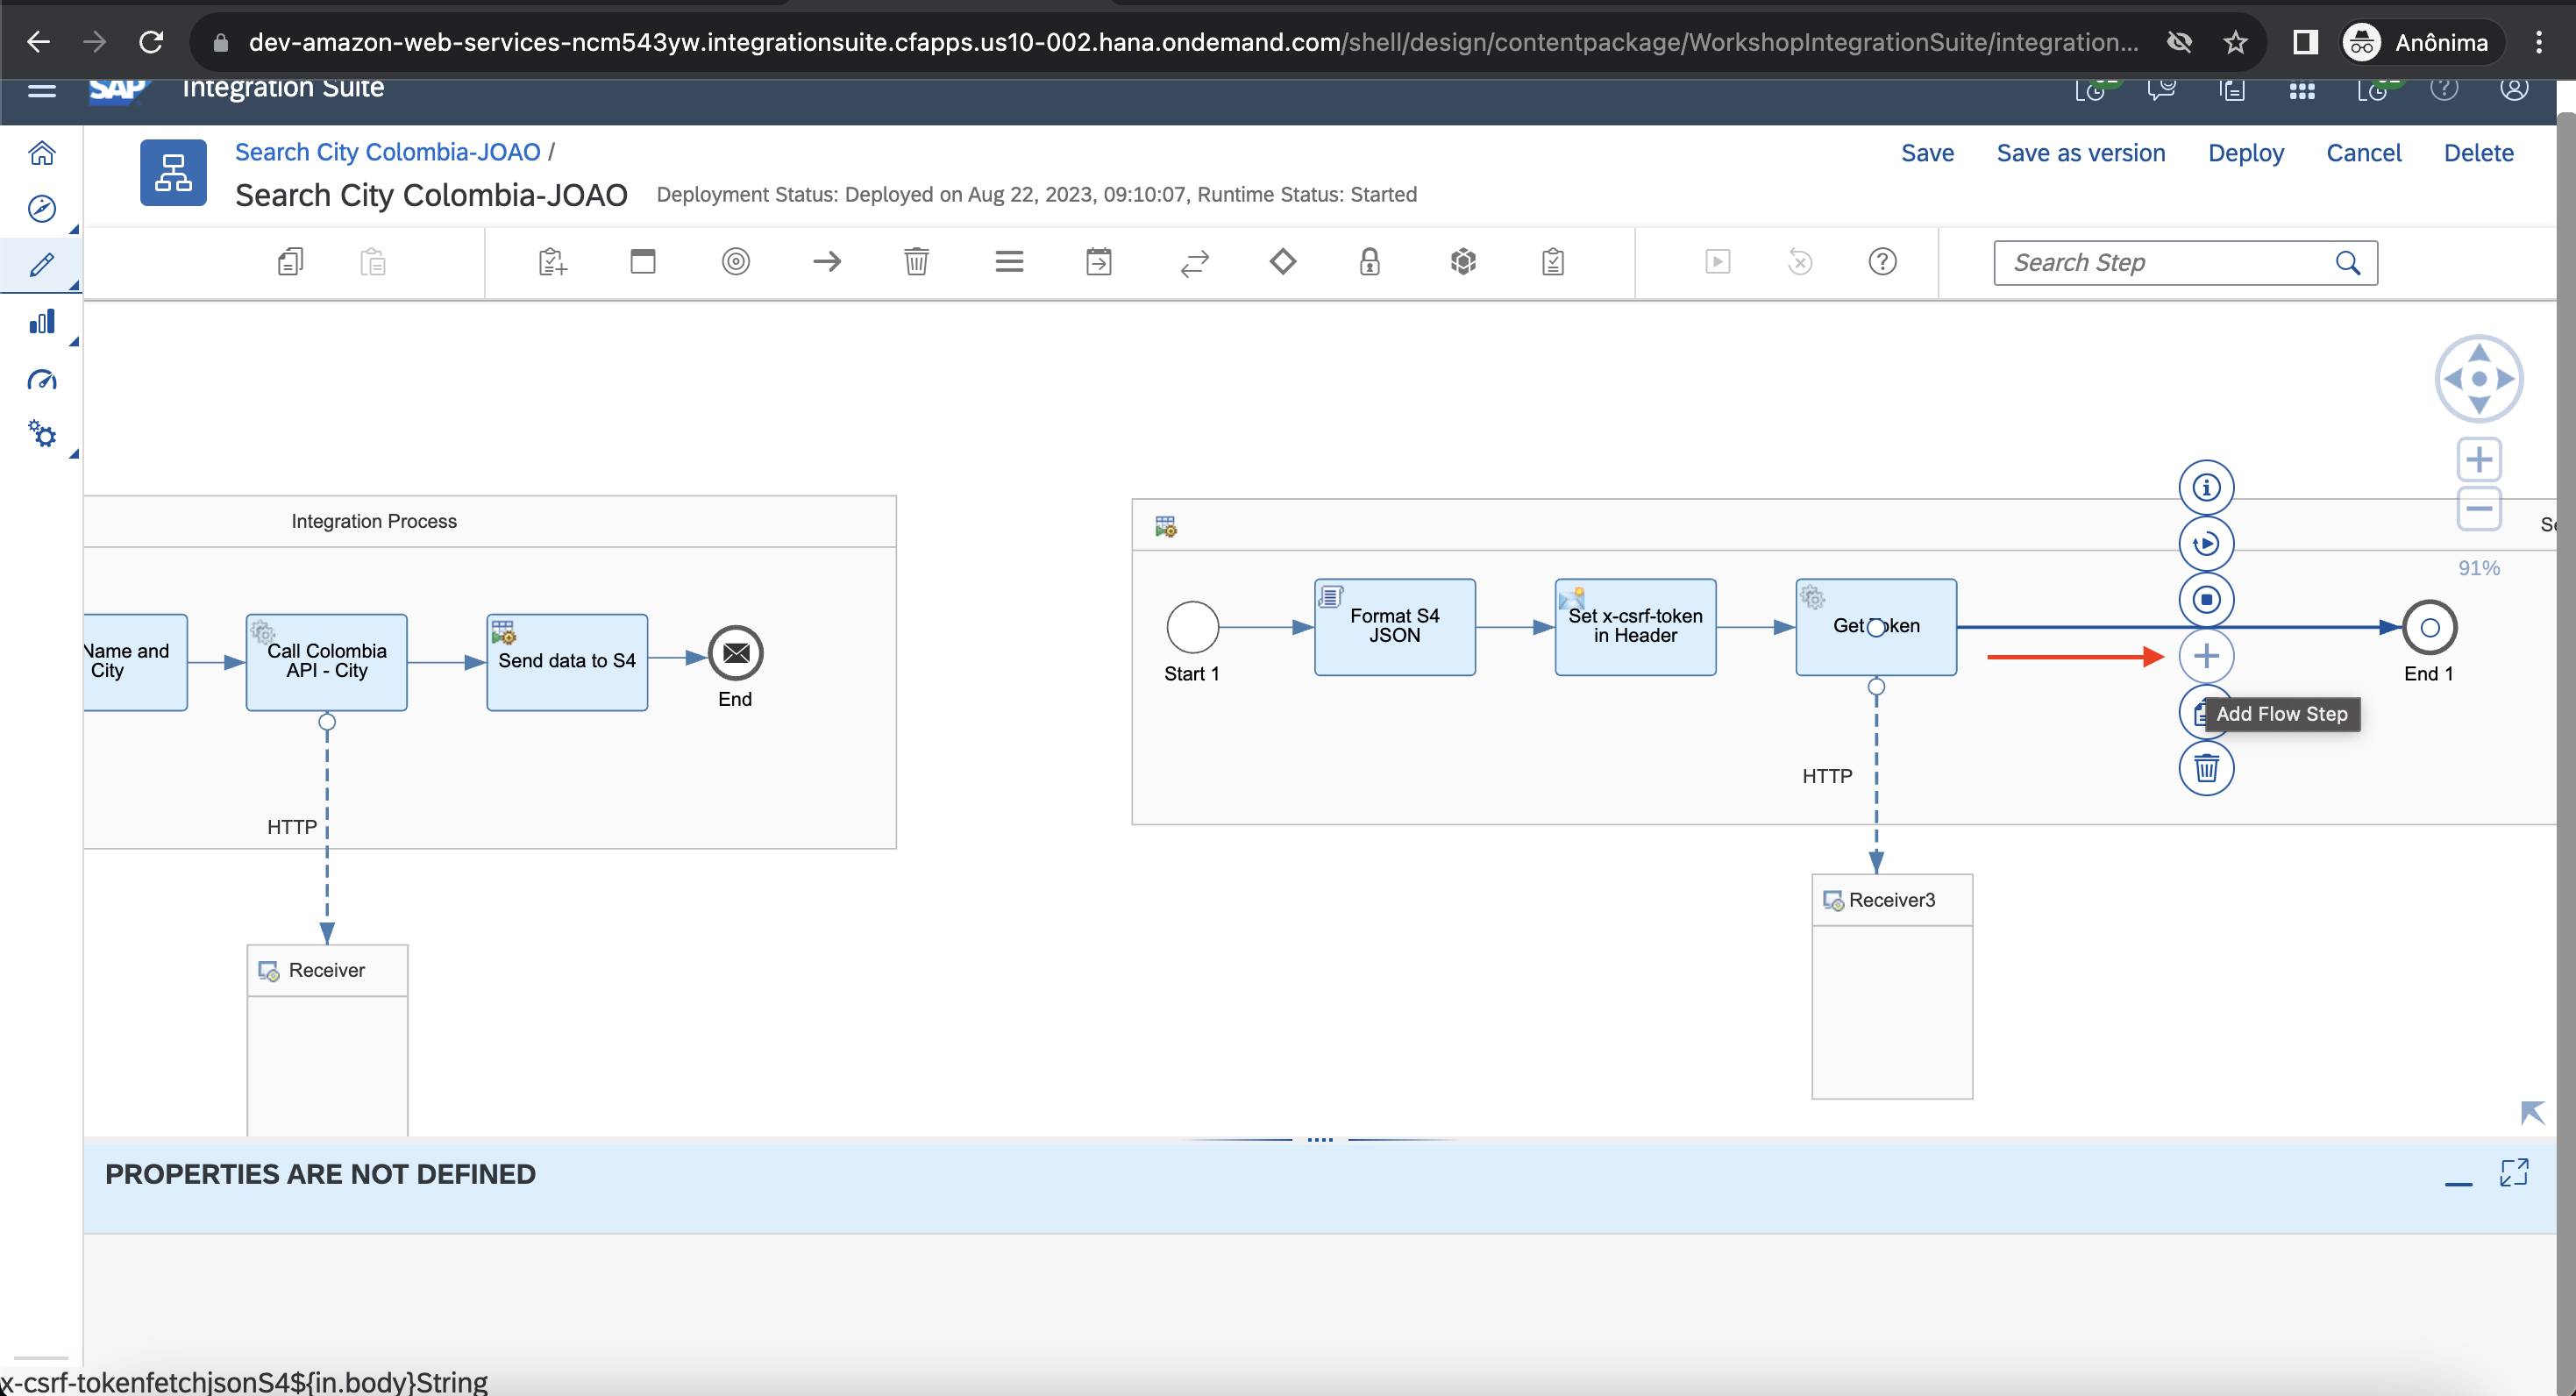 dev-amazon-web-services-ncm543yw.integrationsuite.cfapps.us10-002.hana.ondemand.com/shell/design/contentpackage/WorkshopIntegrationSuite/integration...
Anônima
SAP Integration Suite
Search City Colombia-JOAO /
Save Save as version Deploy Cancel Delete
Search City Colombia-JOAO Deployment Status: Deployed on Aug 22, 2023, 09:10:07, Runtime Status: Started
Search Step
91%
Integration Process
Name and
City
Call Colombia
API - City
Send data to S4
End
HTTP
Receiver
Start 1
Format S4
JSON
Set x-csrf-token
in Header
Get Token
End 1
Add Flow Step
HTTP
Receiver3
PROPERTIES ARE NOT DEFINED
x-csrf-tokenfetchjsonS4${in.body}String